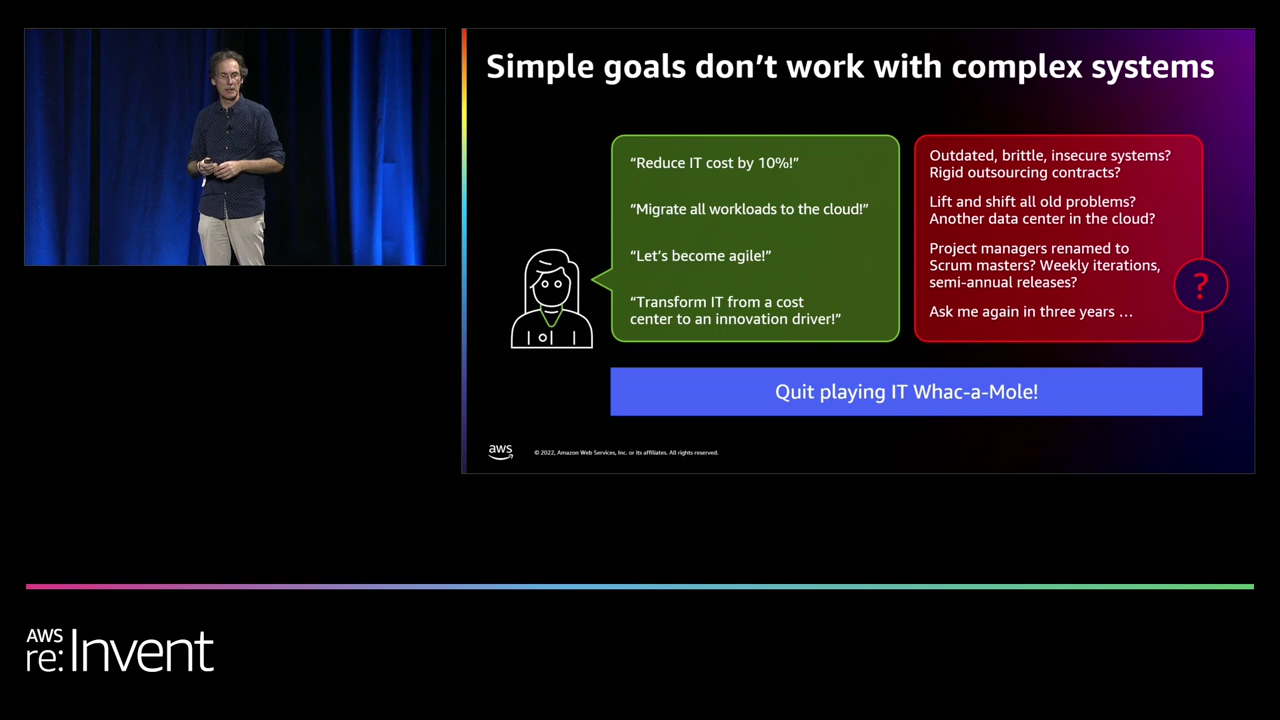 Simple goals don’t work with complex systems
“Reduce IT cost by 10%!”
“Migrate all workloads to the cloud!”
“Let’s become agile!”
“Transform IT from a cost
center to an innovation driver!”
Outdated, brittle, insecure systems?
Rigid outsourcing contracts?
Lift and shift all old problems?
Another data center in the cloud?
Project managers renamed to
Scrum masters? Weekly iterations,
semi-annual releases?
Ask me again in three years …
?
Quit playing IT Whac-a-Mole!
aws
© 2022, Amazon Web Services, Inc. or its affiliates. All rights reserved.
AWS
re:Invent